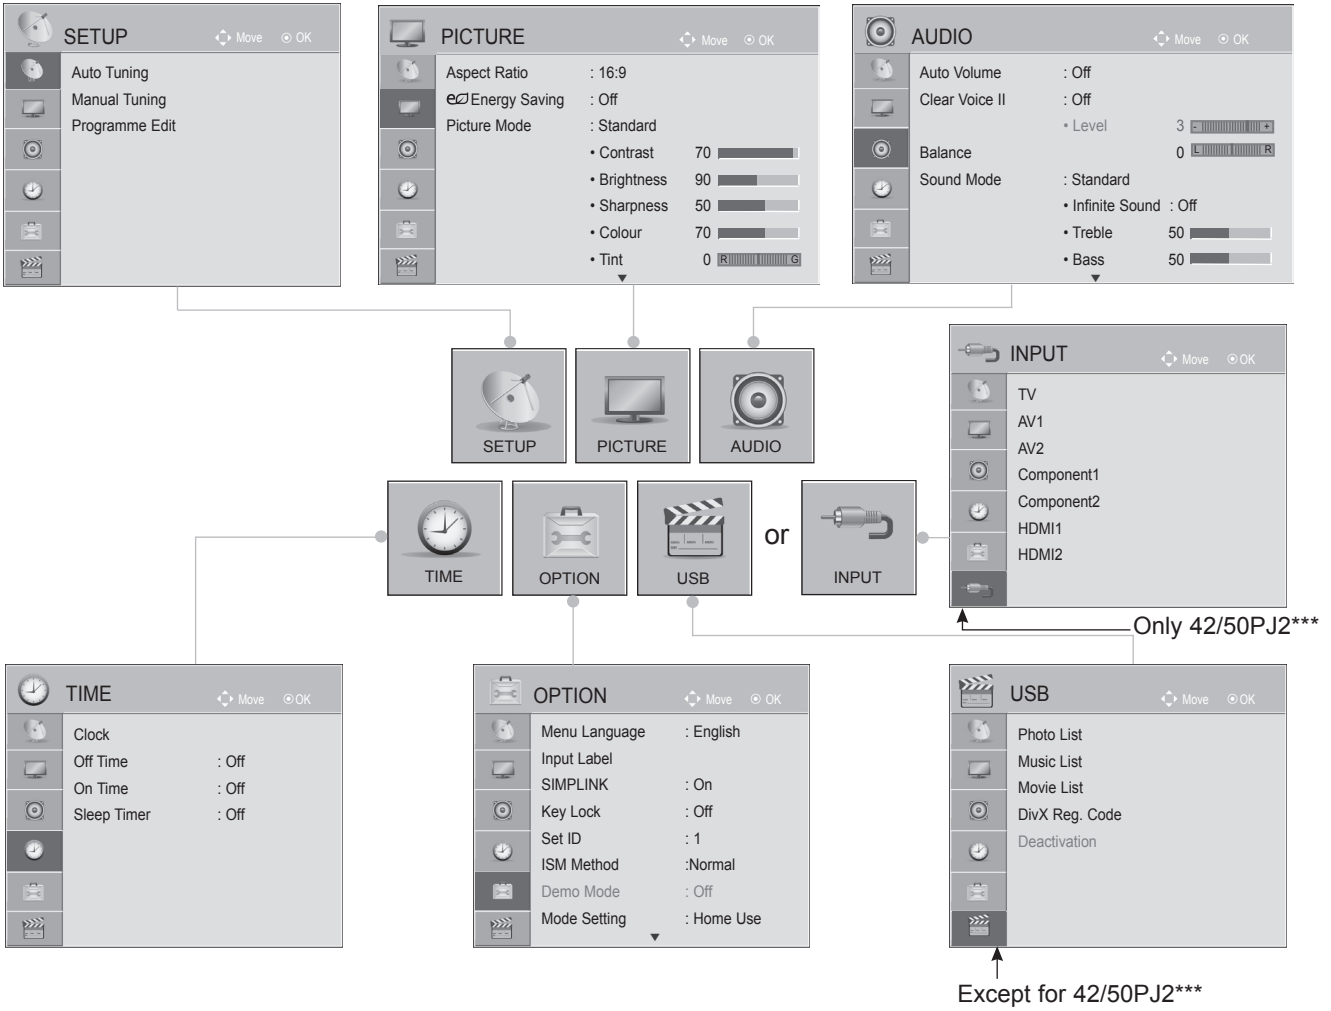 SETUP Move OK
Auto Tuning
Manual Tuning
Programme Edit
PICTURE Move OK
Aspect Ratio : 16:9
Energy Saving : Off
Picture Mode : Standard
• Contrast 70
• Brightness 90
• Sharpness 50
• Colour 70
• Tint 0 R G
AUDIO Move OK
Auto Volume : Off
Clear Voice II : Off
• Level 3 - +
Balance 0 L R
Sound Mode : Standard
• Infinite Sound : Off
• Treble 50
• Bass 50
SETUP
PICTURE
AUDIO
TIME
OPTION
USB
or
INPUT
INPUT Move OK
TV
AV1
AV2
Component1
Component2
HDMI1
HDMI2
Only 42/50PJ2***
TIME Move OK
Clock
Off Time : Off
On Time : Off
Sleep Timer : Off
OPTION Move OK
Menu Language : English
Input Label
SIMPLINK : On
Key Lock : Off
Set ID : 1
ISM Method :Normal
Demo Mode : Off
Mode Setting : Home Use
USB Move OK
Photo List
Music List
Movie List
DivX Reg. Code
Deactivation
Except for 42/50PJ2***